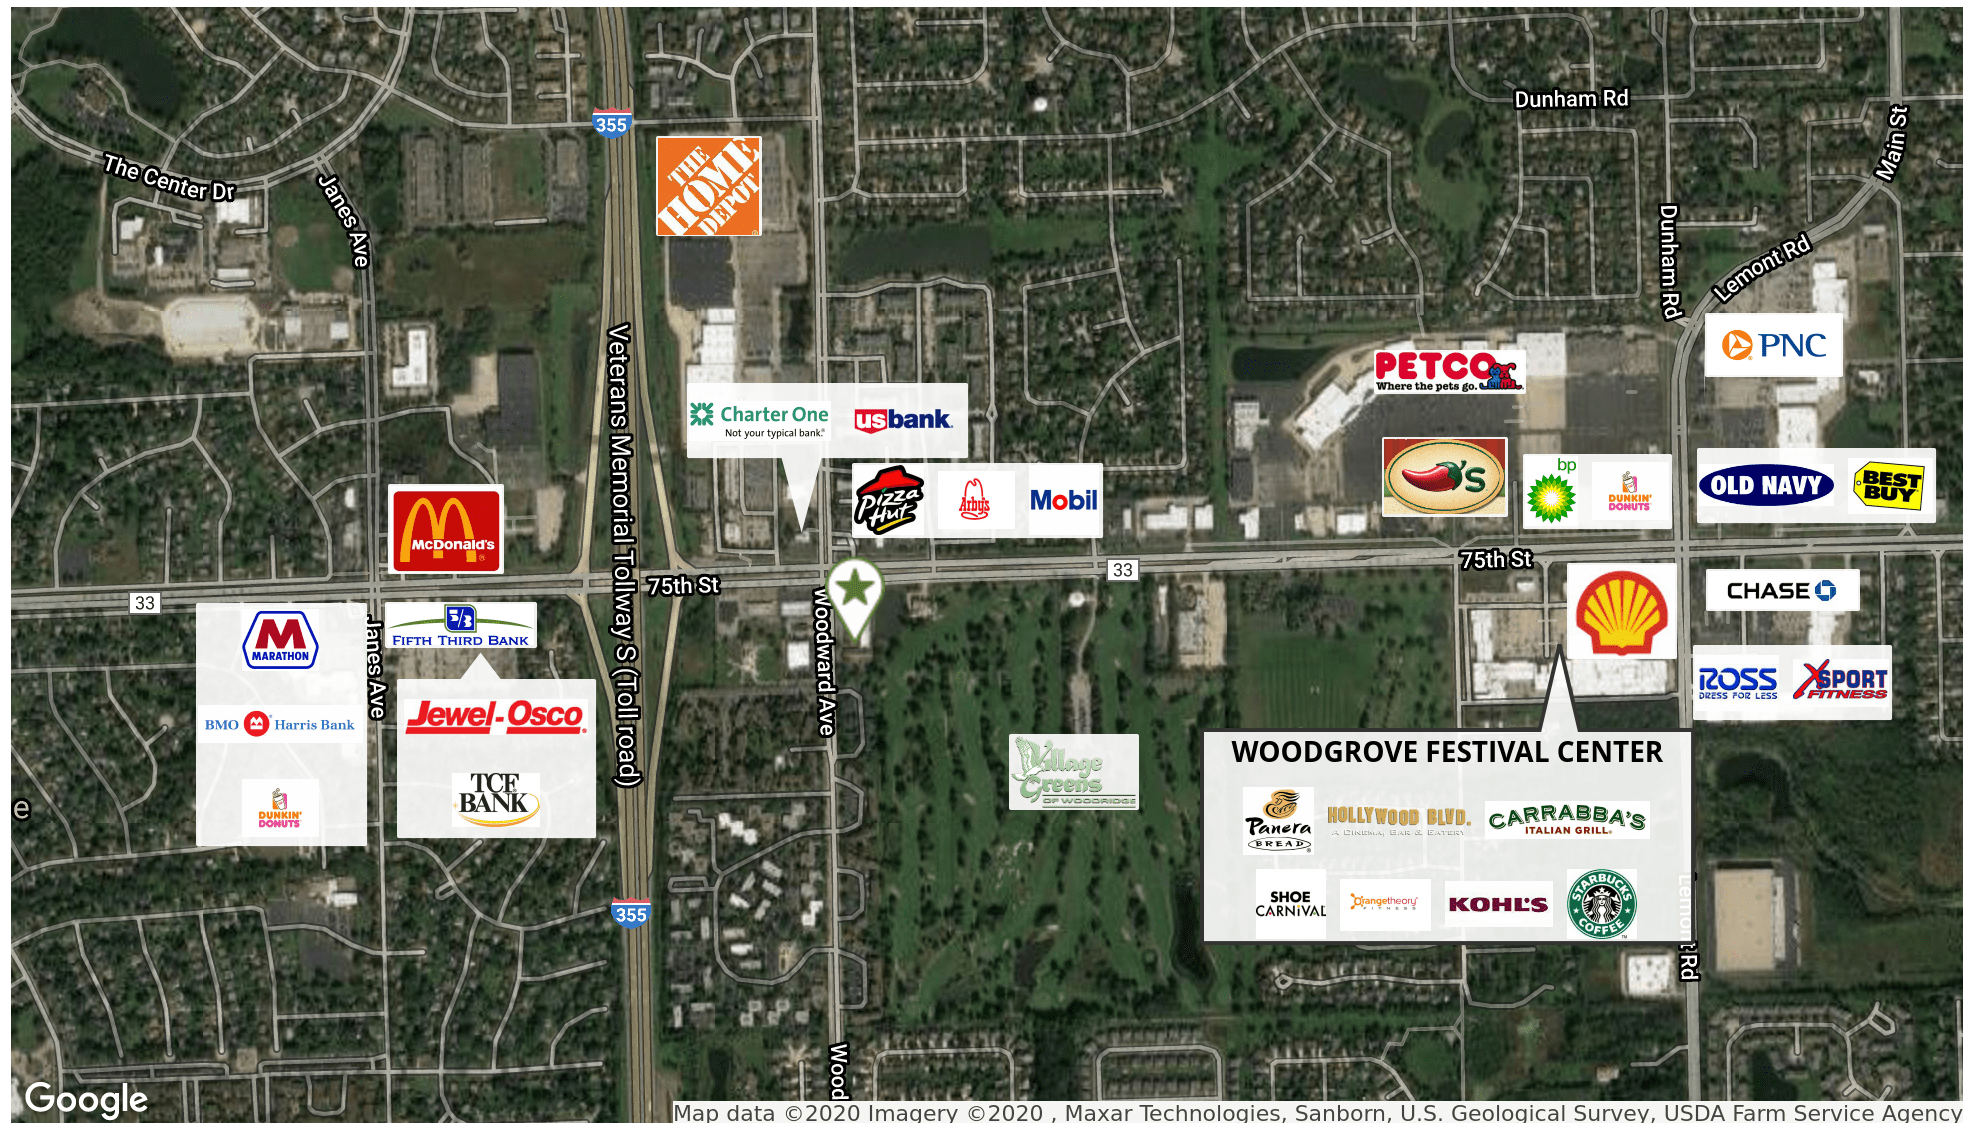 Dunham Rd
Main St
355
The Center Dr
Janes Ave
THE
HOME
DEPOT
Dunham Rd
Lemont Rd
PNC
Veterans Memorial Tollway S (Toll road)
PETCO
Where the pets go.
Charter One
Not your typical bank.®
usbank.
Pizza
Hut
Arby's
Mobil
'S
bp
DUNKIN'
DONUTS
OLD NAVY
BEST
BUY
McDonald's
75th St
33
75th St
33
CHASE
MARATHON
5/3
FIFTH THIRD BANK
Janes Ave
Woodward Ave
ROSS
DRESS FOR LESS
XSPORT
FITNESS
BMO Harris Bank
Jewel-Osco
TCF
BANK
DUNKIN'
DONUTS
e
Village
Greens
OF WOODRIDGE
WOODGROVE FESTIVAL CENTER
Panera
BREAD
HOLLYWOOD BLVD.
A CINEMA, BAR & EATERY
CARRABBA'S
ITALIAN GRILL
SHOE
CARNIVAL
Orangetheory
FITNESS
KOHL'S
STARBUCKS
COFFEE
Lemont Rd
355
Wood
Google
Map data ©2020 Imagery ©2020 , Maxar Technologies, Sanborn, U.S. Geological Survey, USDA Farm Service Agency